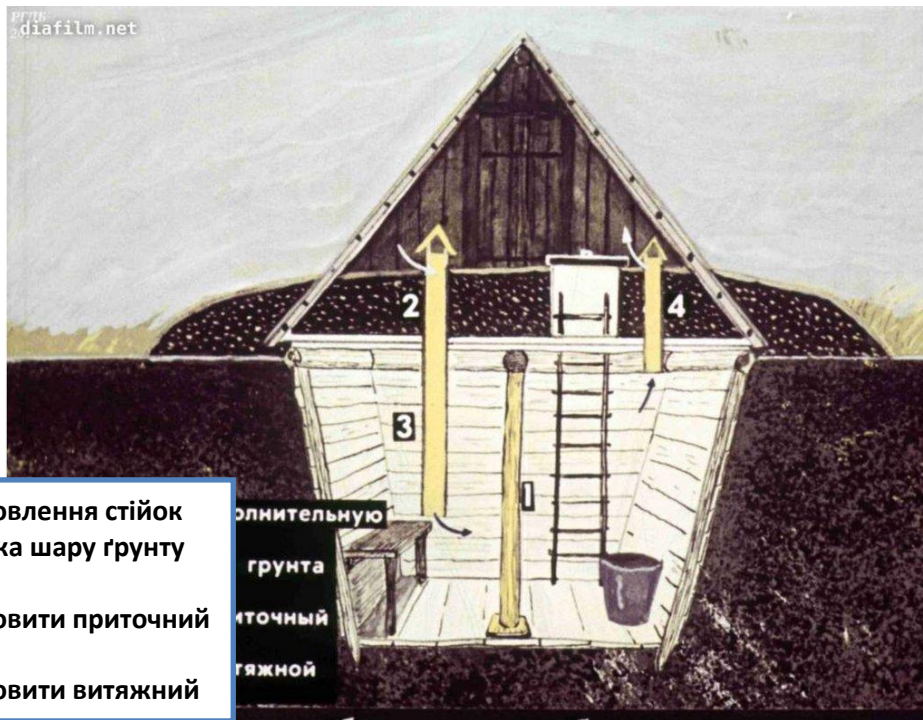 diafilm.net
2
4
3
1
овлення стійок
ка шару ґрунту
овити приточний
овити витяжний
олнительную
грунта
иточный
тяжной